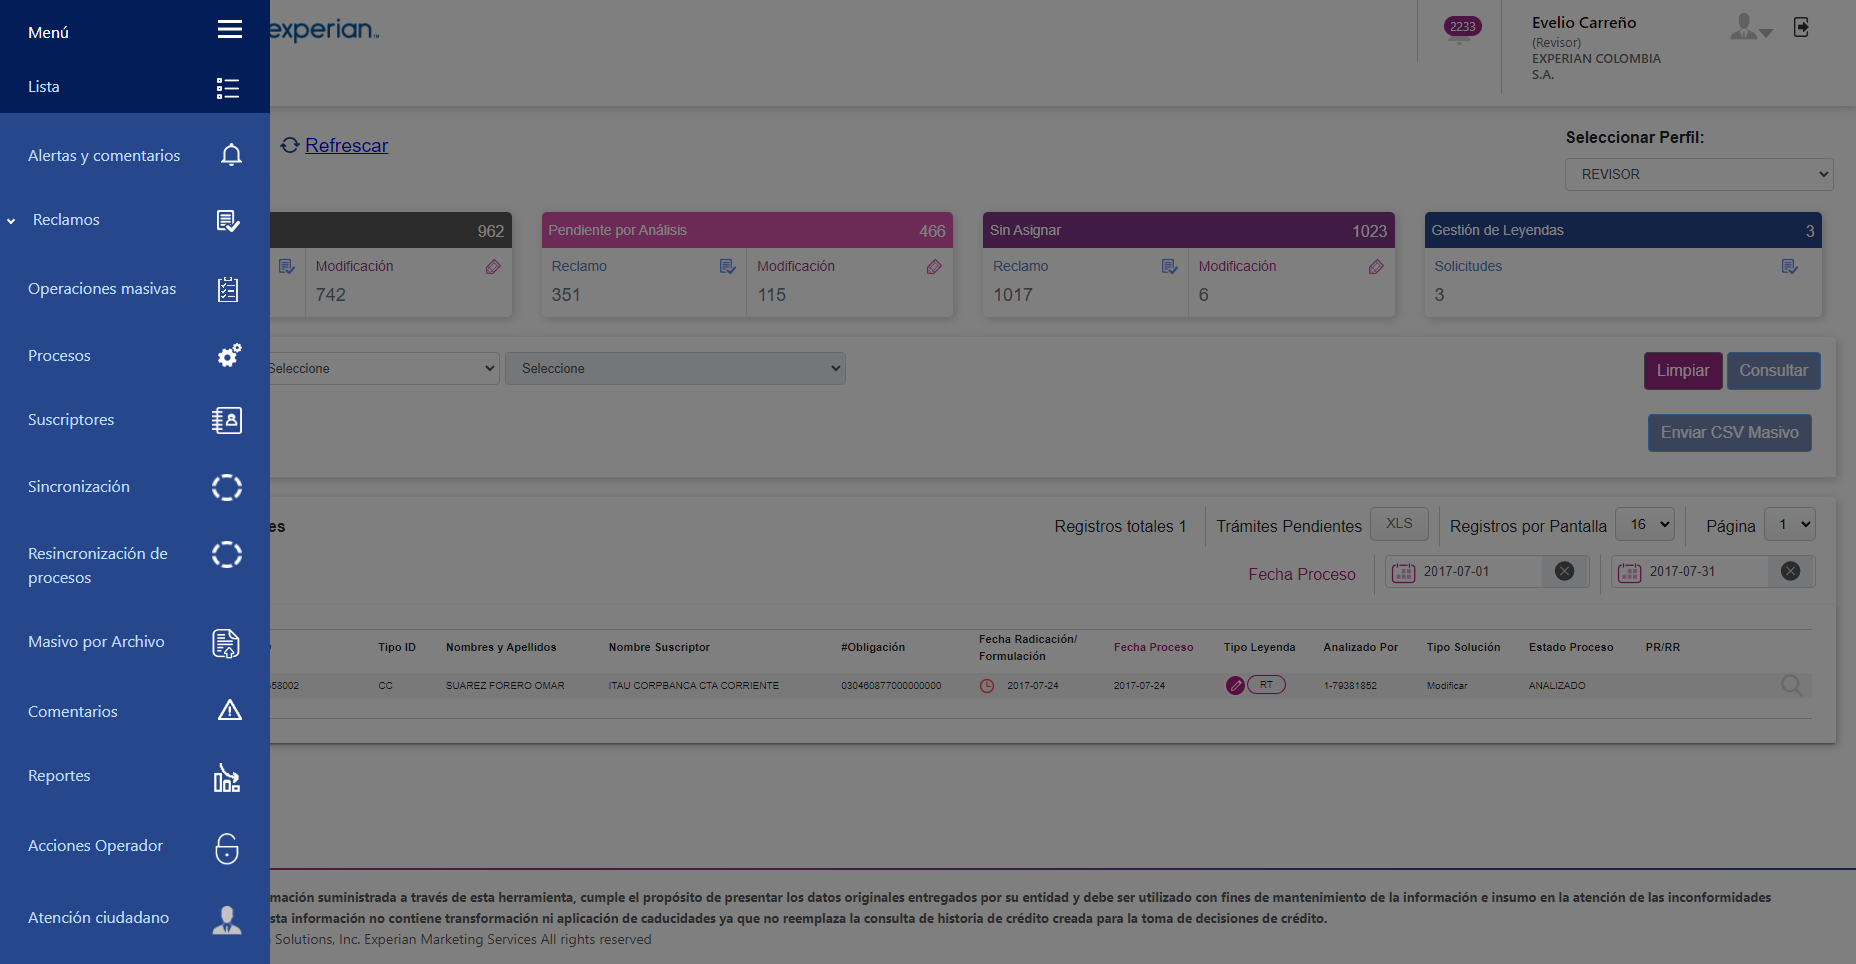 Menú
Lista
Alertas y comentarios
Reclamos
Operaciones masivas
Procesos
Suscriptores
Sincronización
Resincronización de
procesos
Masivo por Archivo
Comentarios
Reportes
Acciones Operador
Atención ciudadano
experian™
2233
Evelio Carreño
(Revisor)
EXPERIAN COLOMBIA
S.A.
Refrescar
Seleccionar Perfil:
REVISOR
962
Modificación
742
Pendiente por Análisis 466
Reclamo Modificación
351 115
Sin Asignar 1023
Reclamo Modificación
1017 6
Gestión de Leyendas 3
Solicitudes
3
Seleccione Seleccione
Limpiar Consultar
Enviar CSV Masivo
es Registros totales 1 Trámites Pendientes XLS Registros por Pantalla 16 Página 1
Fecha Proceso 2017-07-01 2017-07-31
Tipo ID Nombres y Apellidos Nombre Suscriptor #Obligación Fecha Radicación/ Fecha Proceso Tipo Leyenda Analizado Por Tipo Solución Estado Proceso PR/RR
Formulación
58002 CC SUAREZ FORERO OMAR ITAU CORPBANCA CTA CORRIENTE 030460877000000000 2017-07-24 2017-07-24 RT 1-79381852 Modificar ANALIZADO
mación suministrada a través de esta herramienta, cumple el propósito de presentar los datos originales entregados por su entidad y debe ser utilizado con fines de mantenimiento de la información e insumo en la atención de las inconformidades
sta información no contiene transformación ni aplicación de caducidades ya que no reemplaza la consulta de historia de crédito creada para la toma de decisiones de crédito.
Solutions, Inc. Experian Marketing Services All rights reserved